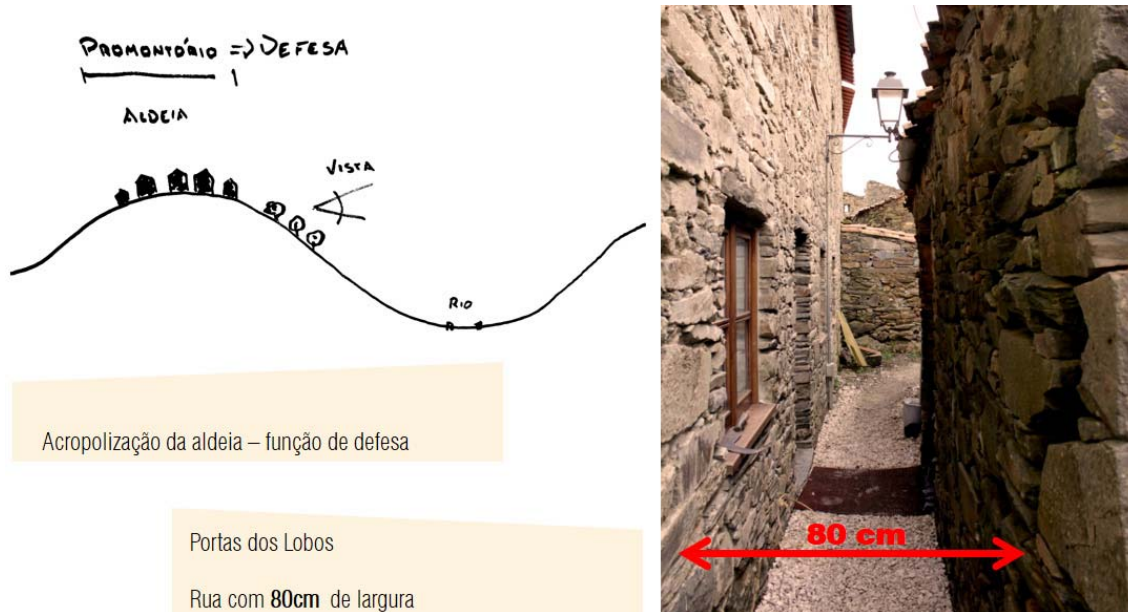 PROMONTÓRIO => DEFESA
ALDEIA
VISTA
RIO
Acropolização da aldeia – função de defesa
Portas dos Lobos
Rua com 80cm de largura
80 cm